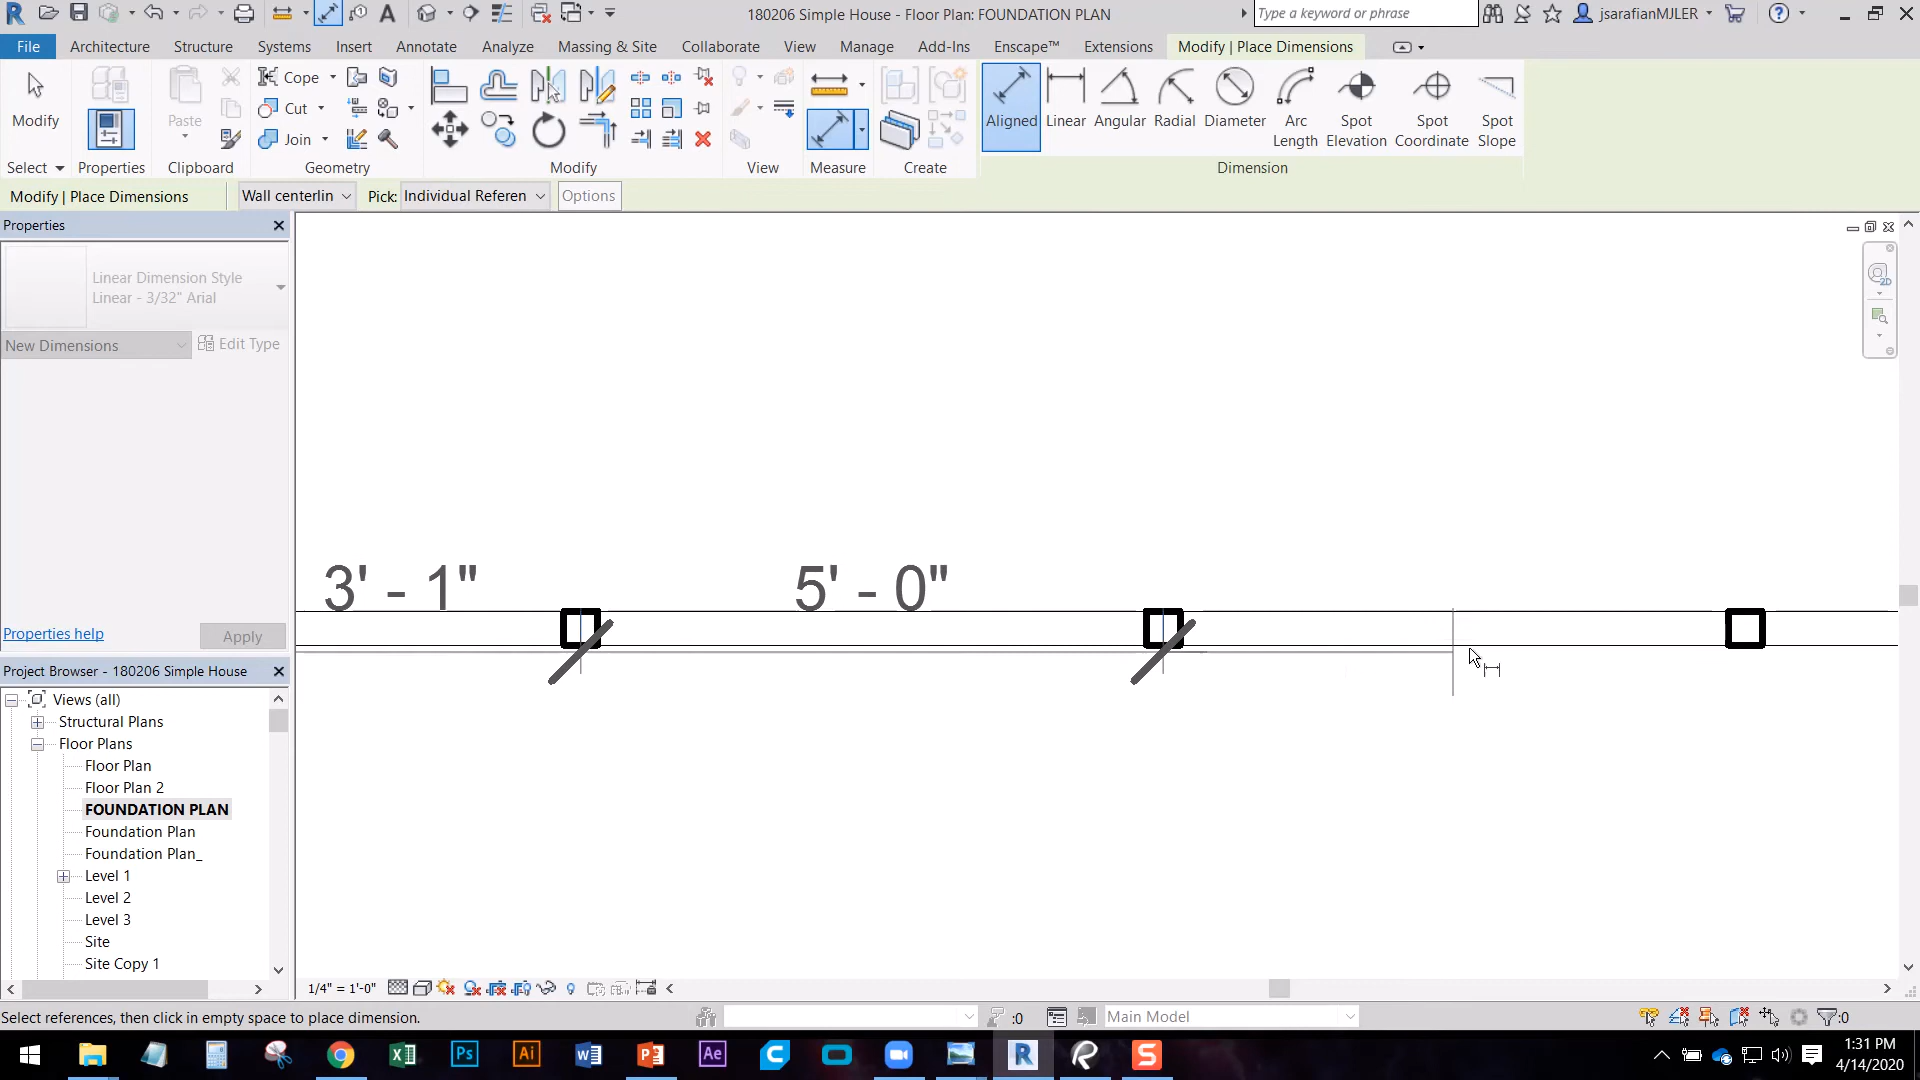 180206 Simple House - Floor Plan: FOUNDATION PLAN
Type a keyword or phrase
jsarafianMJLER
File Architecture Structure Systems Insert Annotate Analyze Massing & Site Collaborate View Manage Add-Ins Enscape™ Extensions Modify | Place Dimensions
Modify
Paste
Cope
Cut
Join
Aligned Linear Angular Radial Diameter Arc Length Spot Elevation Spot Coordinate Spot Slope
Select Properties Clipboard Geometry Modify View Measure Create Dimension
Modify | Place Dimensions Wall centerlin Pick: Individual Referen Options
Properties
Linear Dimension Style
Linear - 3/32" Arial
New Dimensions Edit Type
Properties help Apply
3' - 1" 5' - 0"
2D
Project Browser - 180206 Simple House
Views (all)
Structural Plans
Floor Plans
Floor Plan
Floor Plan 2
FOUNDATION PLAN
Foundation Plan
Foundation Plan_
Level 1
Level 2
Level 3
Site
Site Copy 1
1/4" = 1'-0"
Select references, then click in empty space to place dimension.
:0
Main Model
:0
Ps
Ai
Ae
R
S
1:31 PM
4/14/2020